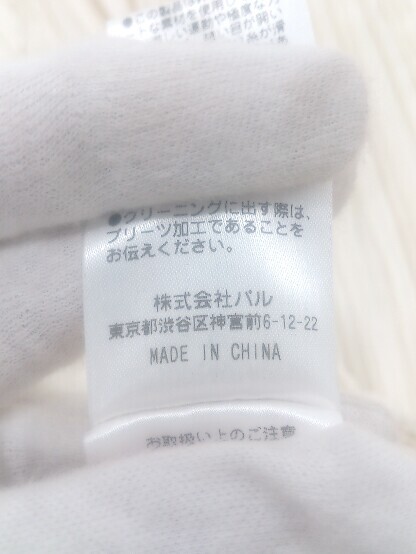 ●クリーニングに出す際は、
プリーツ加工であることを
お伝えください。
株式会社パル
東京都渋谷区神宮前6-12-22
MADE IN CHINA
お取扱い上のご注意